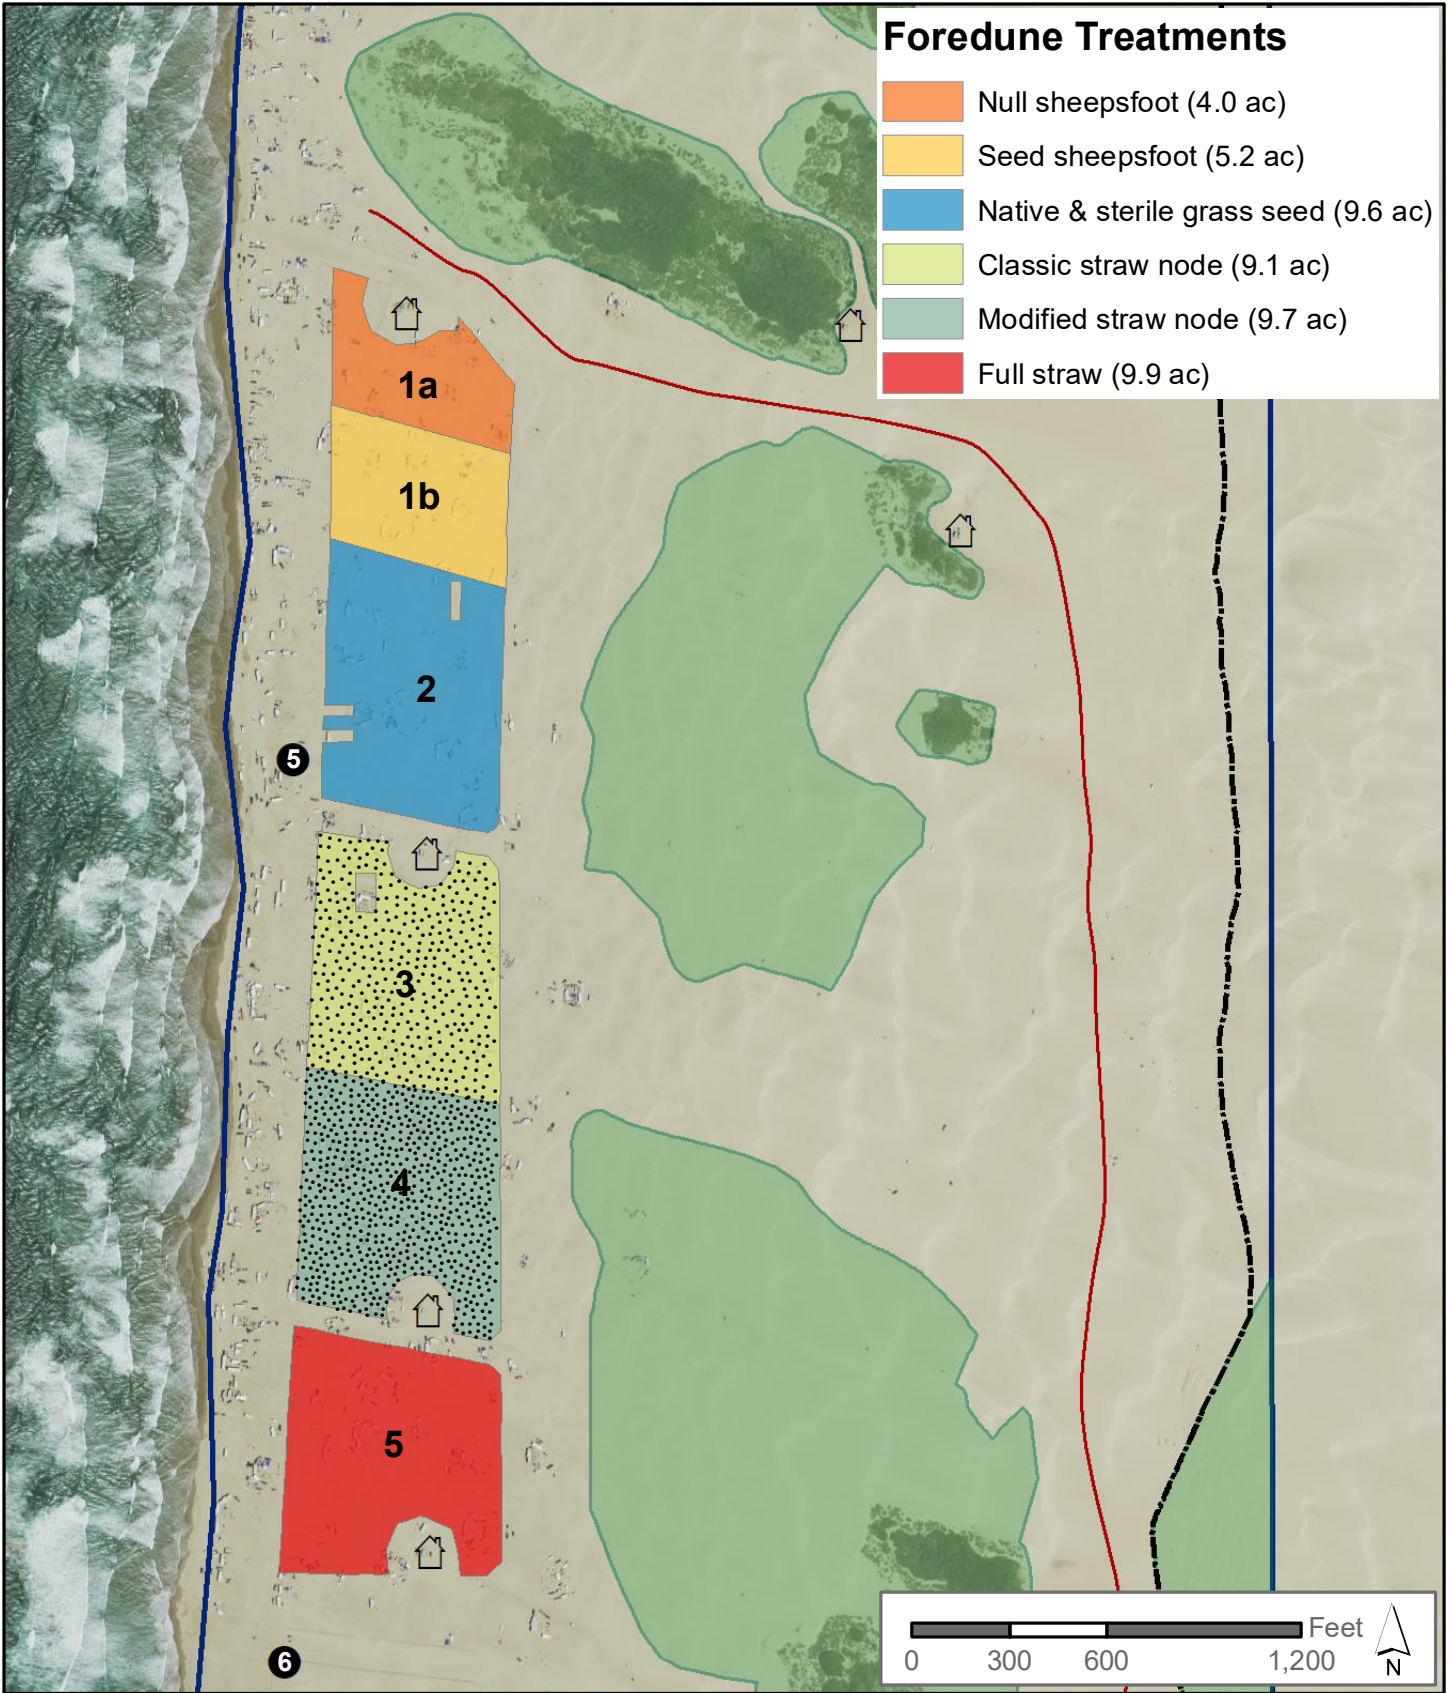 Foredune Treatments
Null sheepsfoot (4.0 ac)
Seed sheepsfoot (5.2 ac)
Native & sterile grass seed (9.6 ac)
Classic straw node (9.1 ac)
Modified straw node (9.7 ac)
Full straw (9.9 ac)
1a
1b
2
5
3
4
5
6
Feet
0 300 600 1,200
N